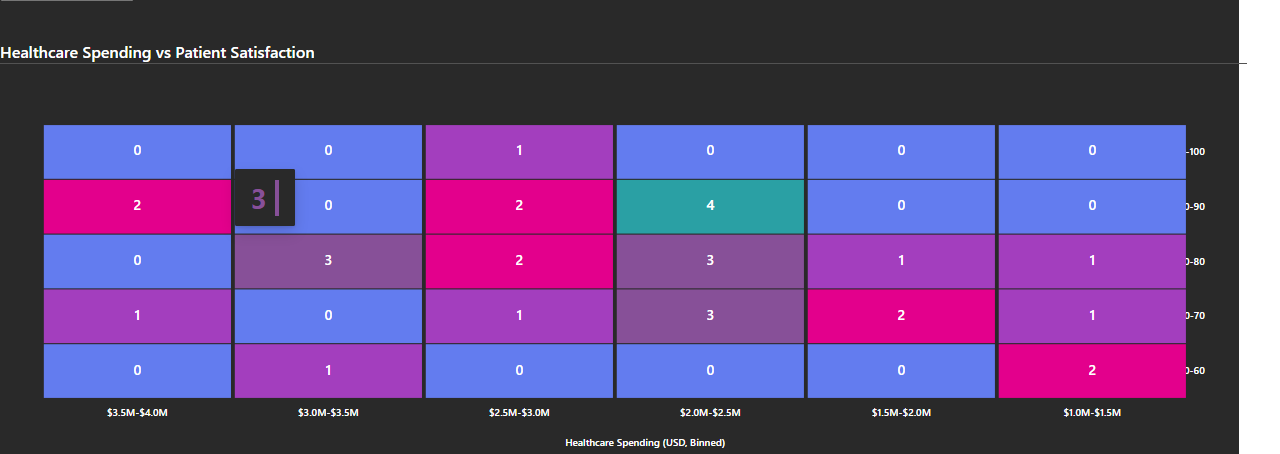 Healthcare Spending vs Patient Satisfaction
0 0 1 0 0 0 -100
3
2 0 2 4 0 0 0-90
0 3 2 3 1 1 0-80
1 0 1 3 2 1 0-70
0 1 0 0 0 2 0-60
$3.5M-$4.0M $3.0M-$3.5M $2.5M-$3.0M $2.0M-$2.5M $1.5M-$2.0M $1.0M-$1.5M
Healthcare Spending (USD, Binned)